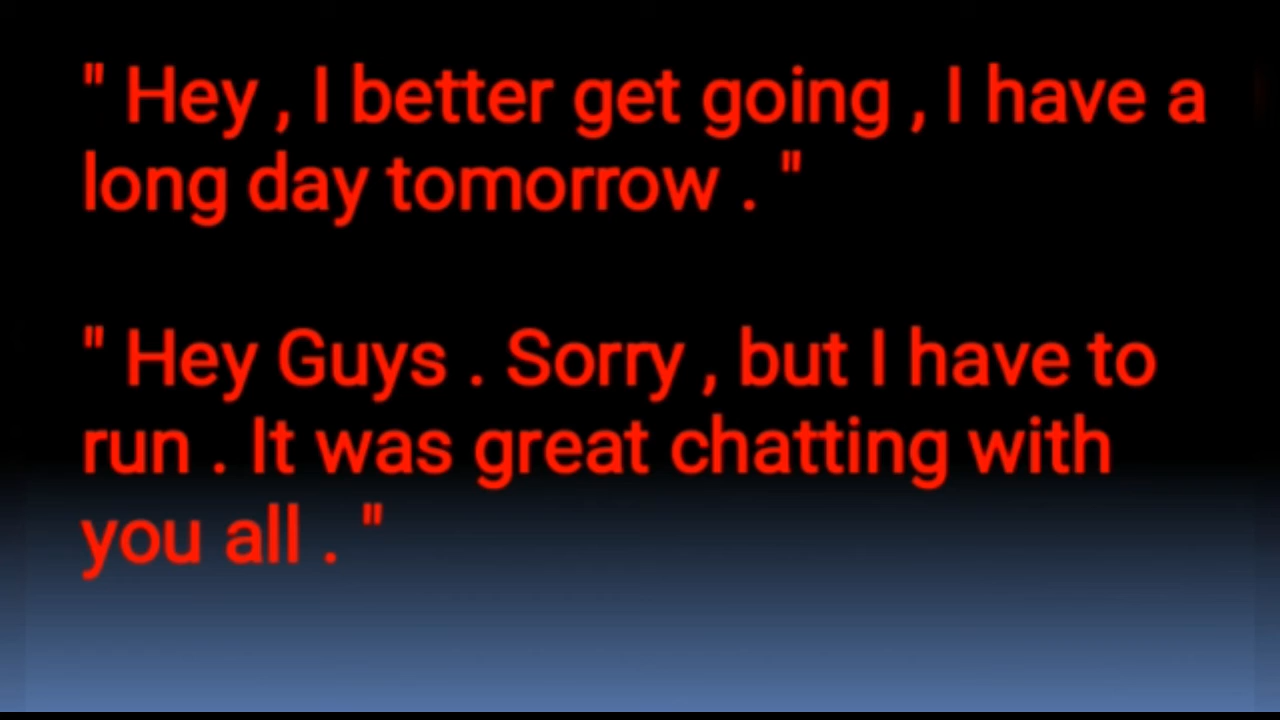 " Hey , I better get going , I have a
long day tomorrow . "
" Hey Guys . Sorry , but I have to
run . It was great chatting with
you all . "